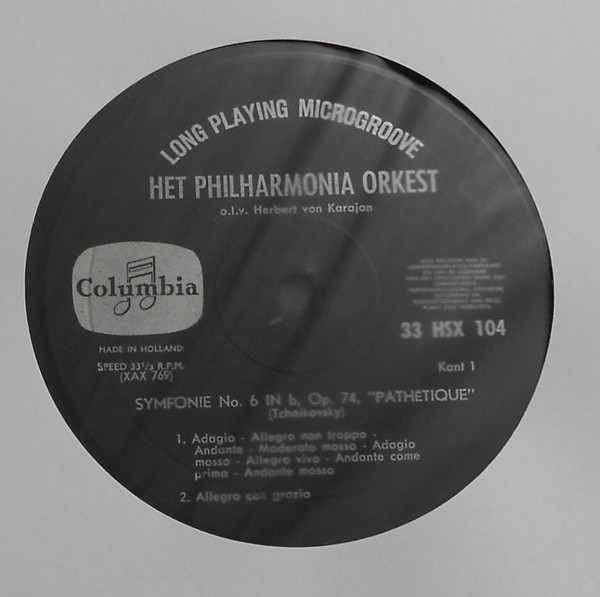 LONG PLAYING MICROGROOVE
HET PHILHARMONIA ORKEST
o.l.v. Herbert von Karajan
Columbia
MADE IN HOLLAND
SPEED 33⅓ R.P.M.
(XAX 769)
33 HSX 104
Kant 1
SYMFONIE No. 6 IN b, Op. 74, "PATHÉTIQUE"
(Tchaikovsky)
1. Adagio - Allegro non troppo -
Andante - Moderato mosso - Adagio
mosso - Allegro vivo - Andante come
prima - Andante mosso
2. Allegro con grazia